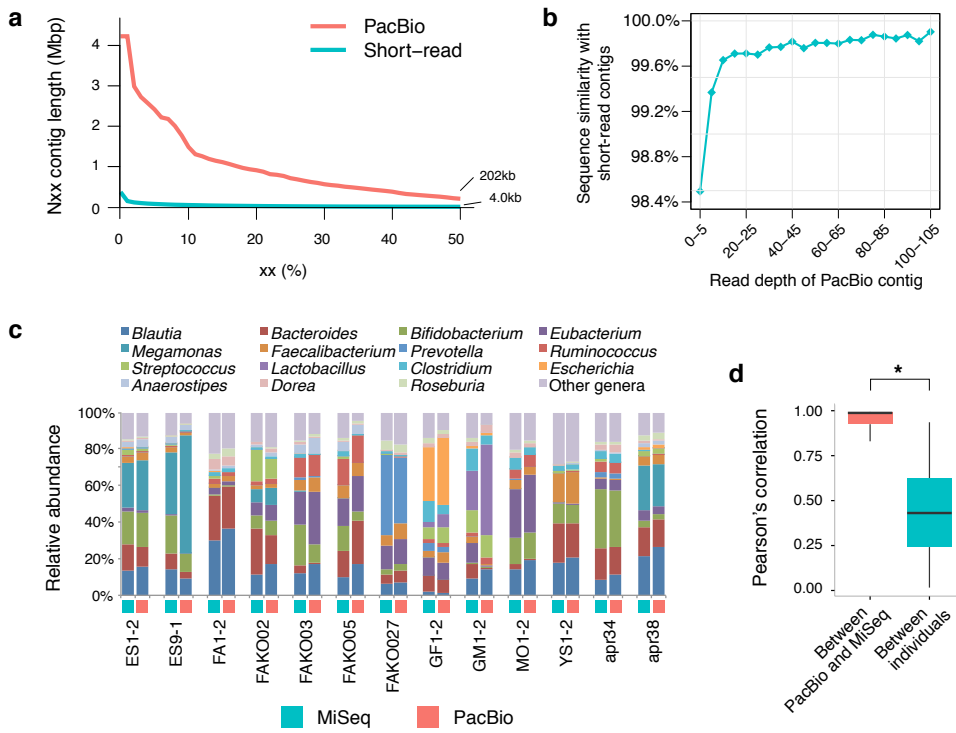 a
Nxx contig length (Mbp)
4
3
2
1
0
PacBio
Short-read
202kb
4.0kb
0
10
20
30
40
50
xx (%)
b
Sequence similarity with
short-read contigs
100.0%
99.6%
99.2%
98.8%
98.4%
0–5
20–25
40–45
60–65
80–85
100–105
Read depth of PacBio contig
c
Blautia Bacteroides Bifidobacterium Eubacterium
Megamonas Faecalibacterium Prevotella Ruminococcus
Streptococcus Lactobacillus Clostridium Escherichia
Anaerostipes Dorea Roseburia Other genera
Relative abundance
100%
80%
60%
40%
20%
0%
ES1-2
ES9-1
FA1-2
FAKO02
FAKO03
FAKO05
FAKO027
GF1-2
GM1-2
MO1-2
YS1-2
apr34
apr38
MiSeq PacBio
d
*
Pearson's correlation
1.00
0.75
0.50
0.25
0.00
Between
PacBio and MiSeq
Between
individuals